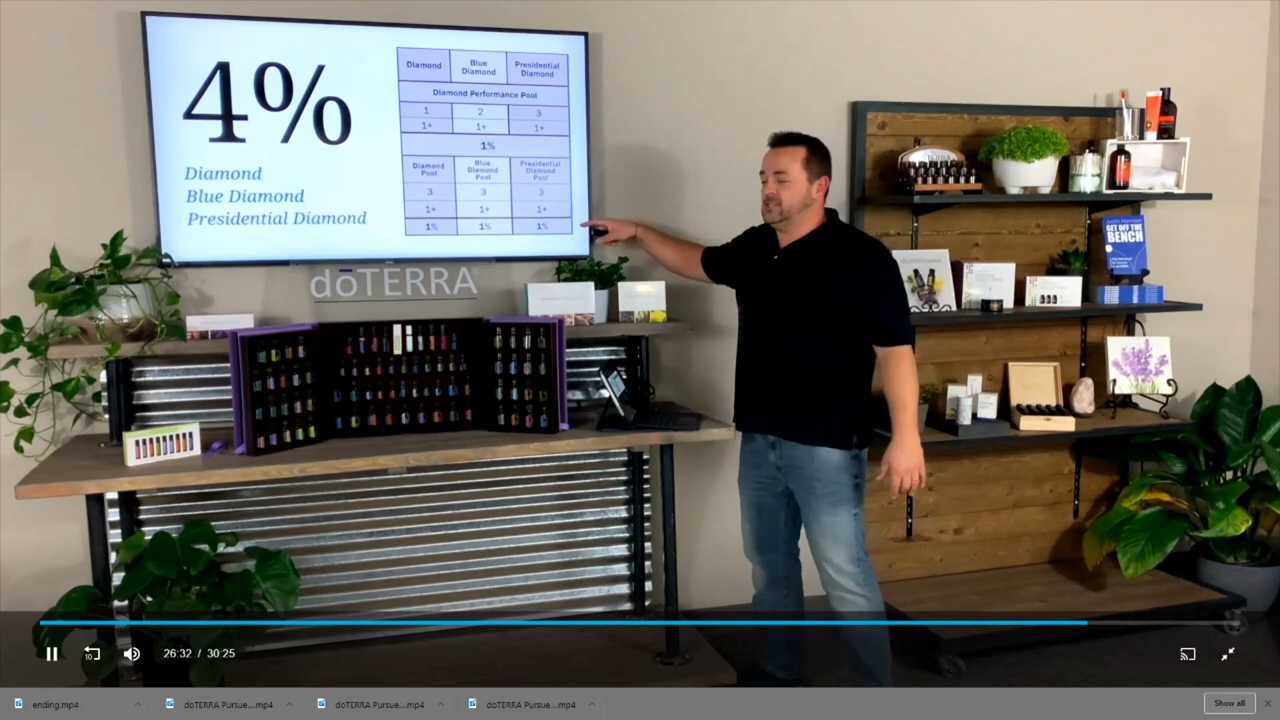 4%
Diamond
Blue Diamond
Presidential Diamond
Diamond Blue Diamond Presidential Diamond
Diamond Performance Pool
1 2 3
1+ 1+ 1+
1%
Diamond Pool Blue Diamond Pool Presidential Diamond Pool
3 3 3
1+ 1+ 1+
1% 1% 1%
dōTERRA
GET OFF THE BENCH
10
26:32 / 30:25
ending.mp4
doTERRA Pursue....mp4
doTERRA Pursue....mp4
doTERRA Pursue....mp4
Show all